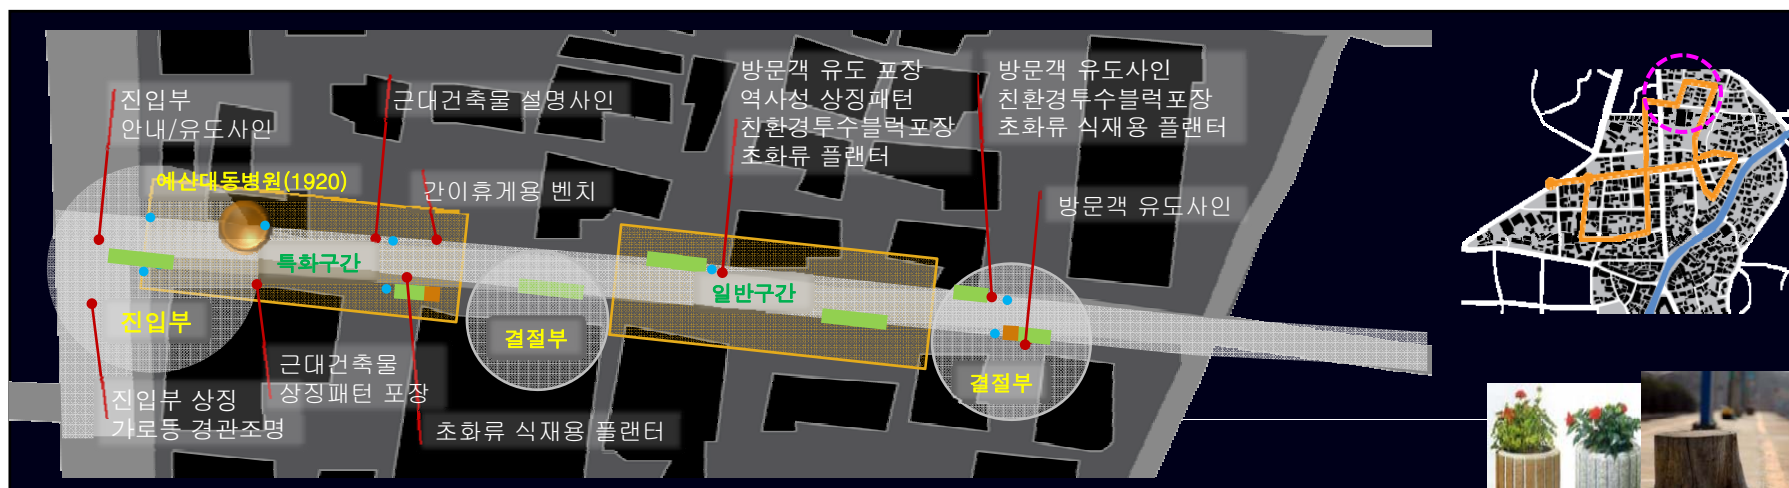 진입부
안내/유도사인
근대건축물 설명사인
방문객 유도 포장
역사성 상징패턴
친환경투수블럭포장
초화류 플랜터
방문객 유도사인
친환경투수블럭포장
초화류 식재용 플랜터
예산대동병원(1920)
간이휴게용 벤치
방문객 유도사인
특화구간
일반구간
진입부
결절부
결절부
근대건축물
상징패턴 포장
진입부 상징
가로등 경관조명
초화류 식재용 플랜터